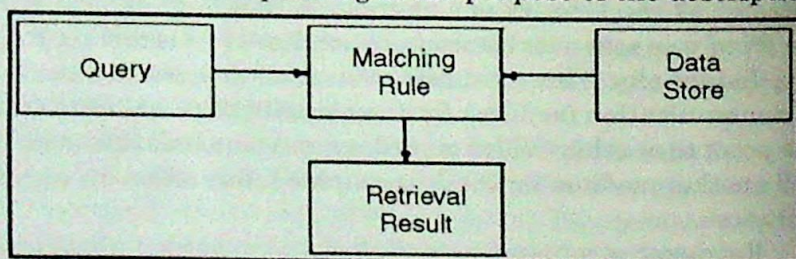 Query
Malching
Rule
Data
Store
Retrieval
Result